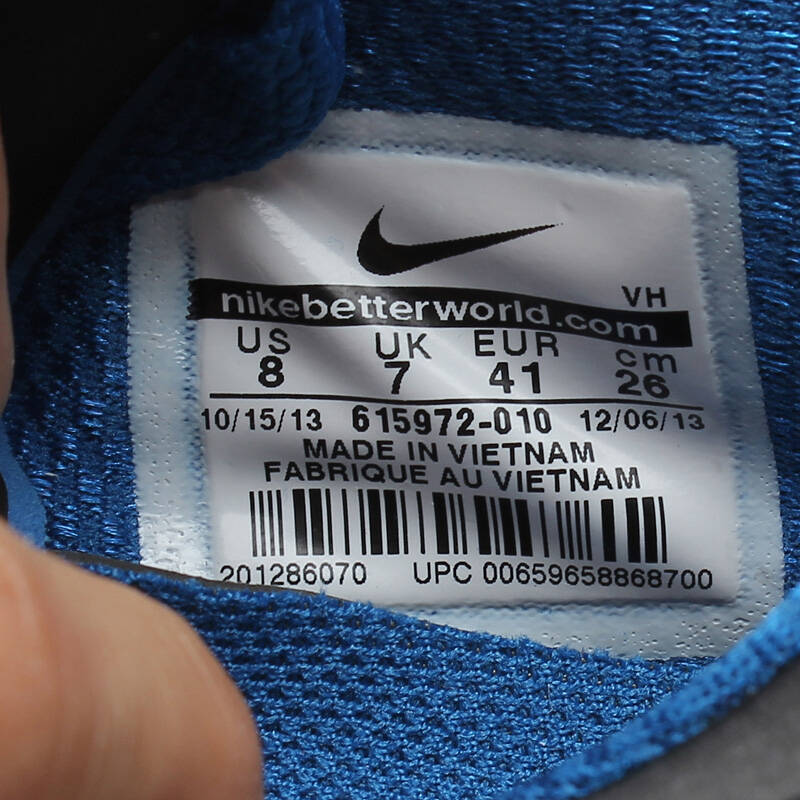 VH
nikebetterworld.com
US UK EUR cm
8 7 41 26
10/15/13 615972-010 12/06/13
MADE IN VIETNAM
FABRIQUE AU VIETNAM
201286070 UPC 00659658868700